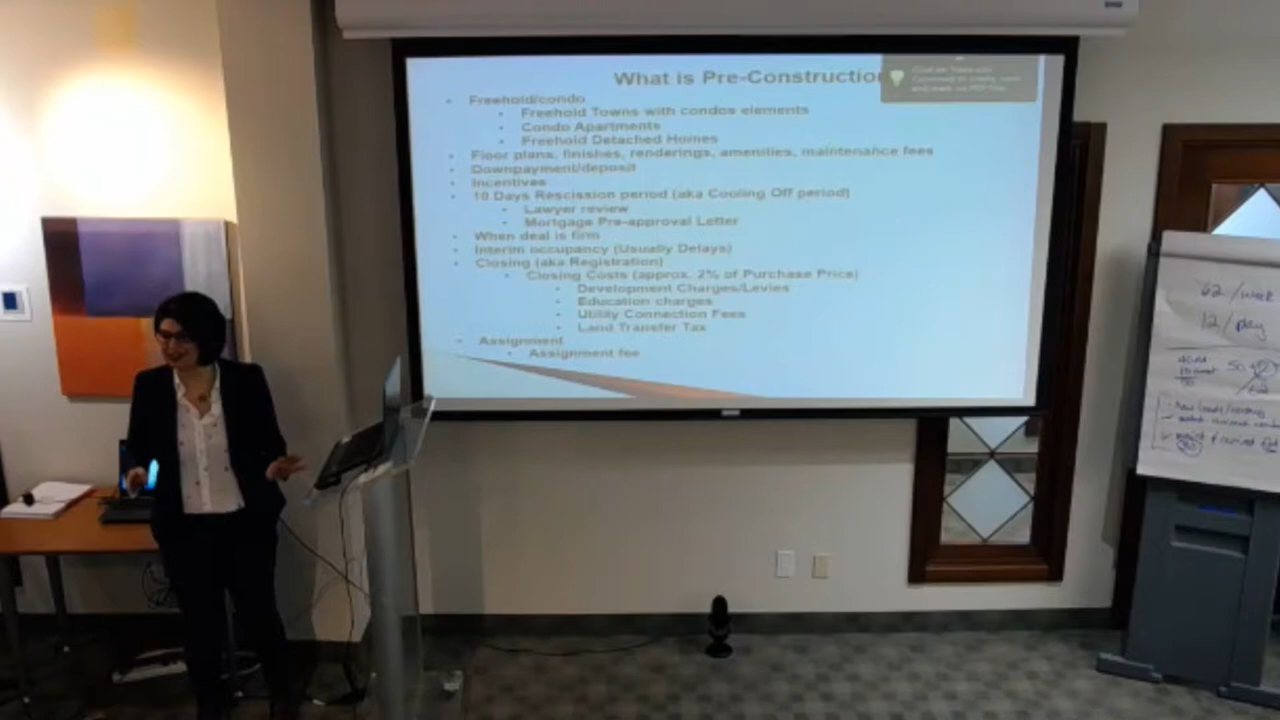 What is Pre-Construction
Freehold/condo
Freehold Towns with condos elements
Condo Apartments
Freehold Detached Homes
Floor plans, finishes, renderings, amenities, maintenance fees
Downpayment/deposit
Incentives
10 Days Rescission period (aka Cooling Off period)
Lawyer review
Mortgage Pre-approval Letter
When deal is firm
Interim occupancy (Usually Delays)
Closing (aka Registration)
Closing Costs (approx. 2% of Purchase Price)
Development Charges/Levies
Education charges
Utility Connection Fees
Land Transfer Tax
Assignment
Assignment fee
62 /week
12 / day